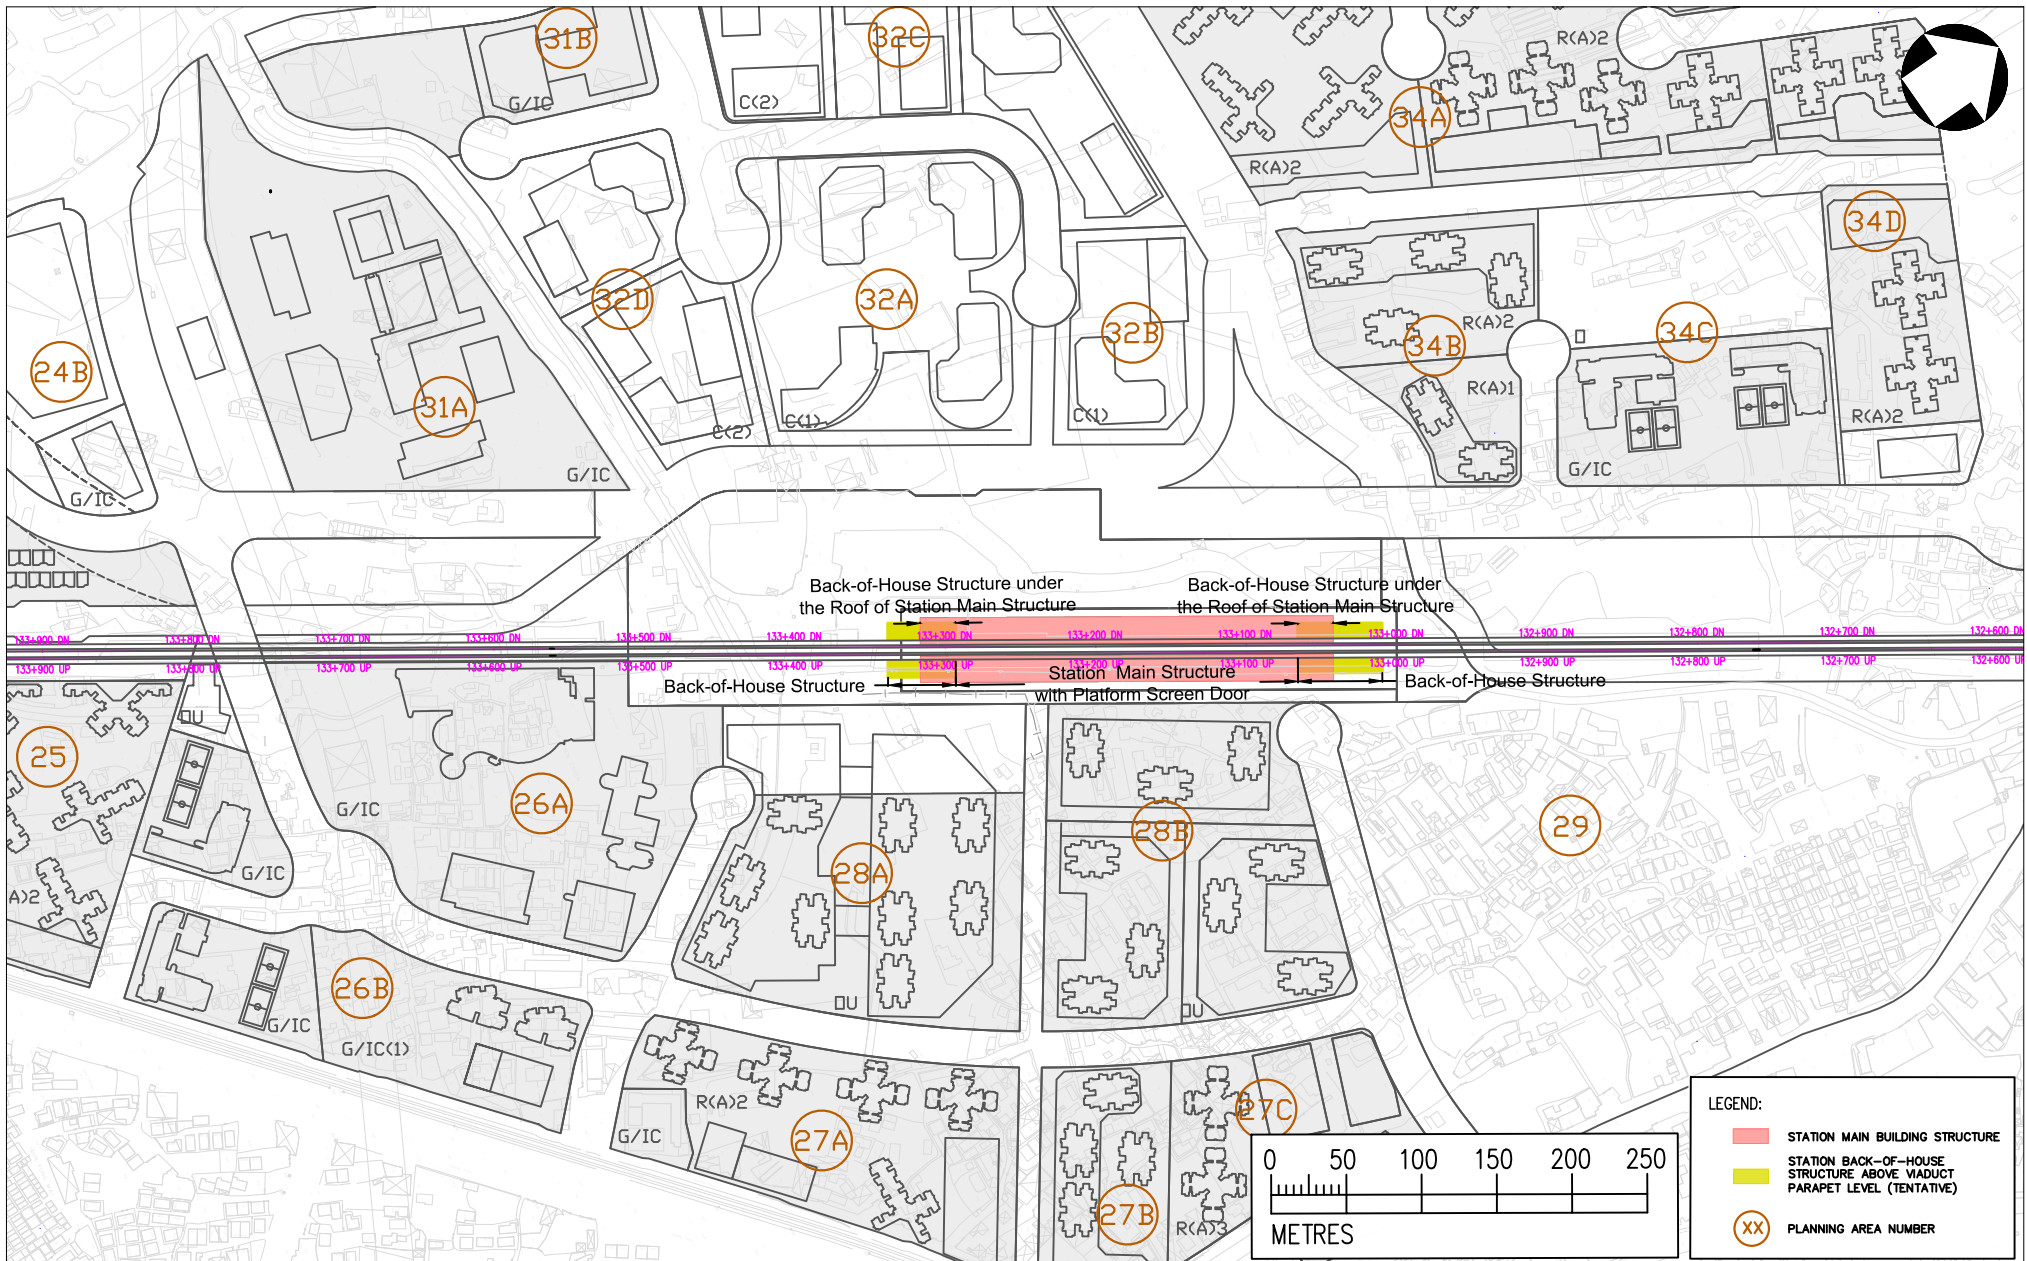 31B
32C
R(A)2
G/IC
C(2)
34A
R(A)2
34D
32D
32A
32B
R(A)2
34B
34C
24B
31A
R(A)1
C(2)
C(1)
C(1)
R(A)2
G/IC
G/IC
G/IC
Back-of-House Structure under
the Roof of Station Main Structure
Back-of-House Structure under
the Roof of Station Main Structure
133+900 DN
133+800 DN
133+700 DN
133+600 DN
133+500 DN
133+400 DN
133+300 DN
133+200 DN
133+100 DN
133+000 DN
132+900 DN
132+800 DN
132+700 DN
132+600 DN
133+900 UP
133+800 UP
133+700 UP
133+600 UP
133+500 UP
133+400 UP
133+300 UP
133+200 UP
133+100 UP
133+000 UP
132+900 UP
132+800 UP
132+700 UP
132+600 UP
Back-of-House Structure
Station Main Structure
with Platform Screen Door
Back-of-House Structure
OU
25
G/IC
26A
28A
28B
29
G/IC
A)2
26B
G/IC
G/IC(1)
OU
OU
R(A)2
G/IC
27A
27C
27B
R(A)3
0 50 100 150 200 250
METRES
LEGEND:
STATION MAIN BUILDING STRUCTURE
STATION BACK-OF-HOUSE
STRUCTURE ABOVE VIADUCT
PARAPET LEVEL (TENTATIVE)
XX PLANNING AREA NUMBER